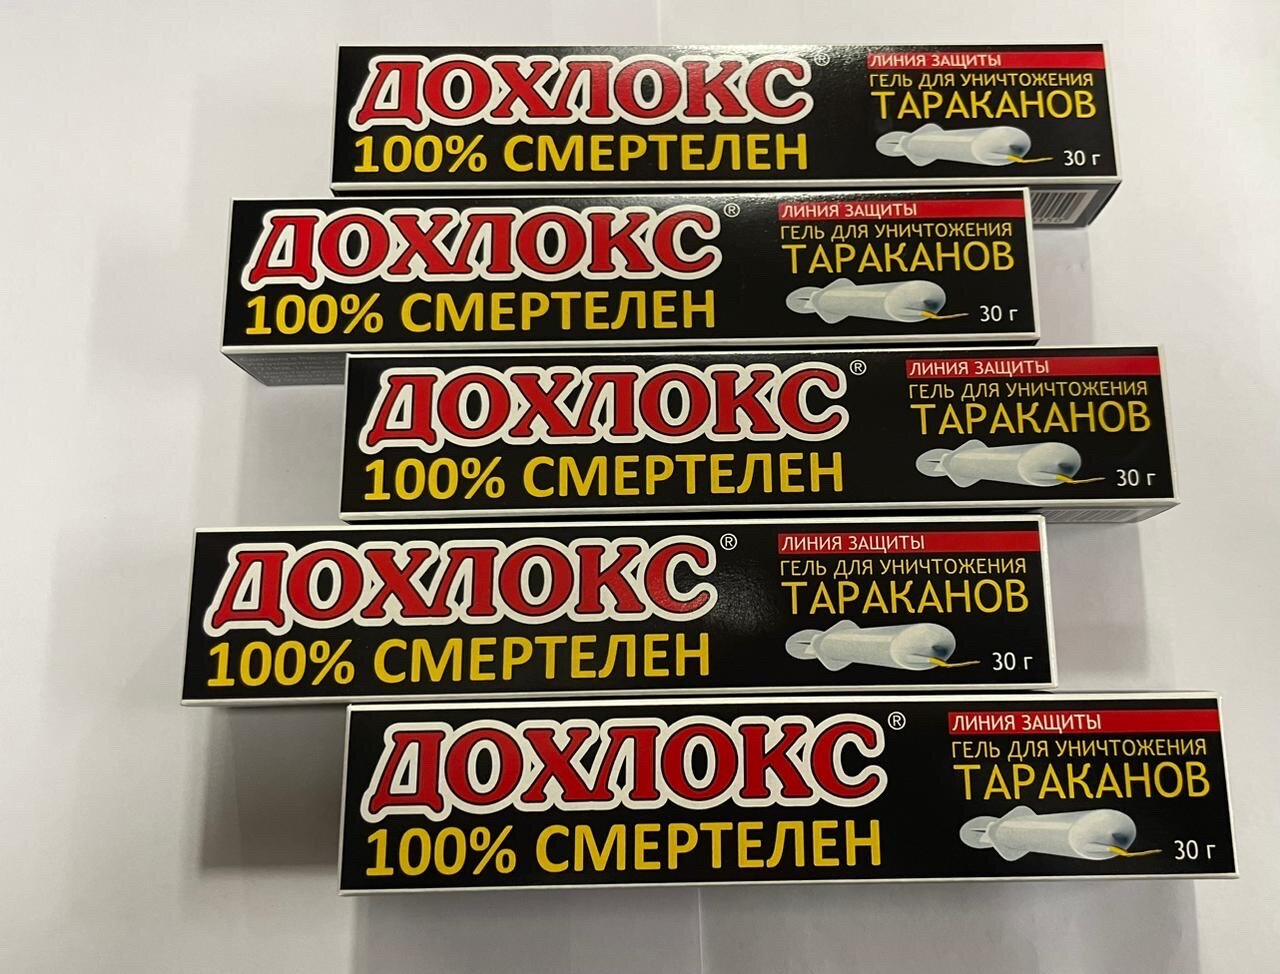 ДОХЛОКС®
100% СМЕРТЕЛЕН
ЛИНИЯ ЗАЩИТЫ
ГЕЛЬ ДЛЯ УНИЧТОЖЕНИЯ
ТАРАКАНОВ
30 г
ДОХЛОКС®
100% СМЕРТЕЛЕН
ЛИНИЯ ЗАЩИТЫ
ГЕЛЬ ДЛЯ УНИЧТОЖЕНИЯ
ТАРАКАНОВ
30 г
ДОХЛОКС®
100% СМЕРТЕЛЕН
ЛИНИЯ ЗАЩИТЫ
ГЕЛЬ ДЛЯ УНИЧТОЖЕНИЯ
ТАРАКАНОВ
30 г
ДОХЛОКС®
100% СМЕРТЕЛЕН
ЛИНИЯ ЗАЩИТЫ
ГЕЛЬ ДЛЯ УНИЧТОЖЕНИЯ
ТАРАКАНОВ
30 г
ДОХЛОКС®
100% СМЕРТЕЛЕН
ЛИНИЯ ЗАЩИТЫ
ГЕЛЬ ДЛЯ УНИЧТОЖЕНИЯ
ТАРАКАНОВ
30 г